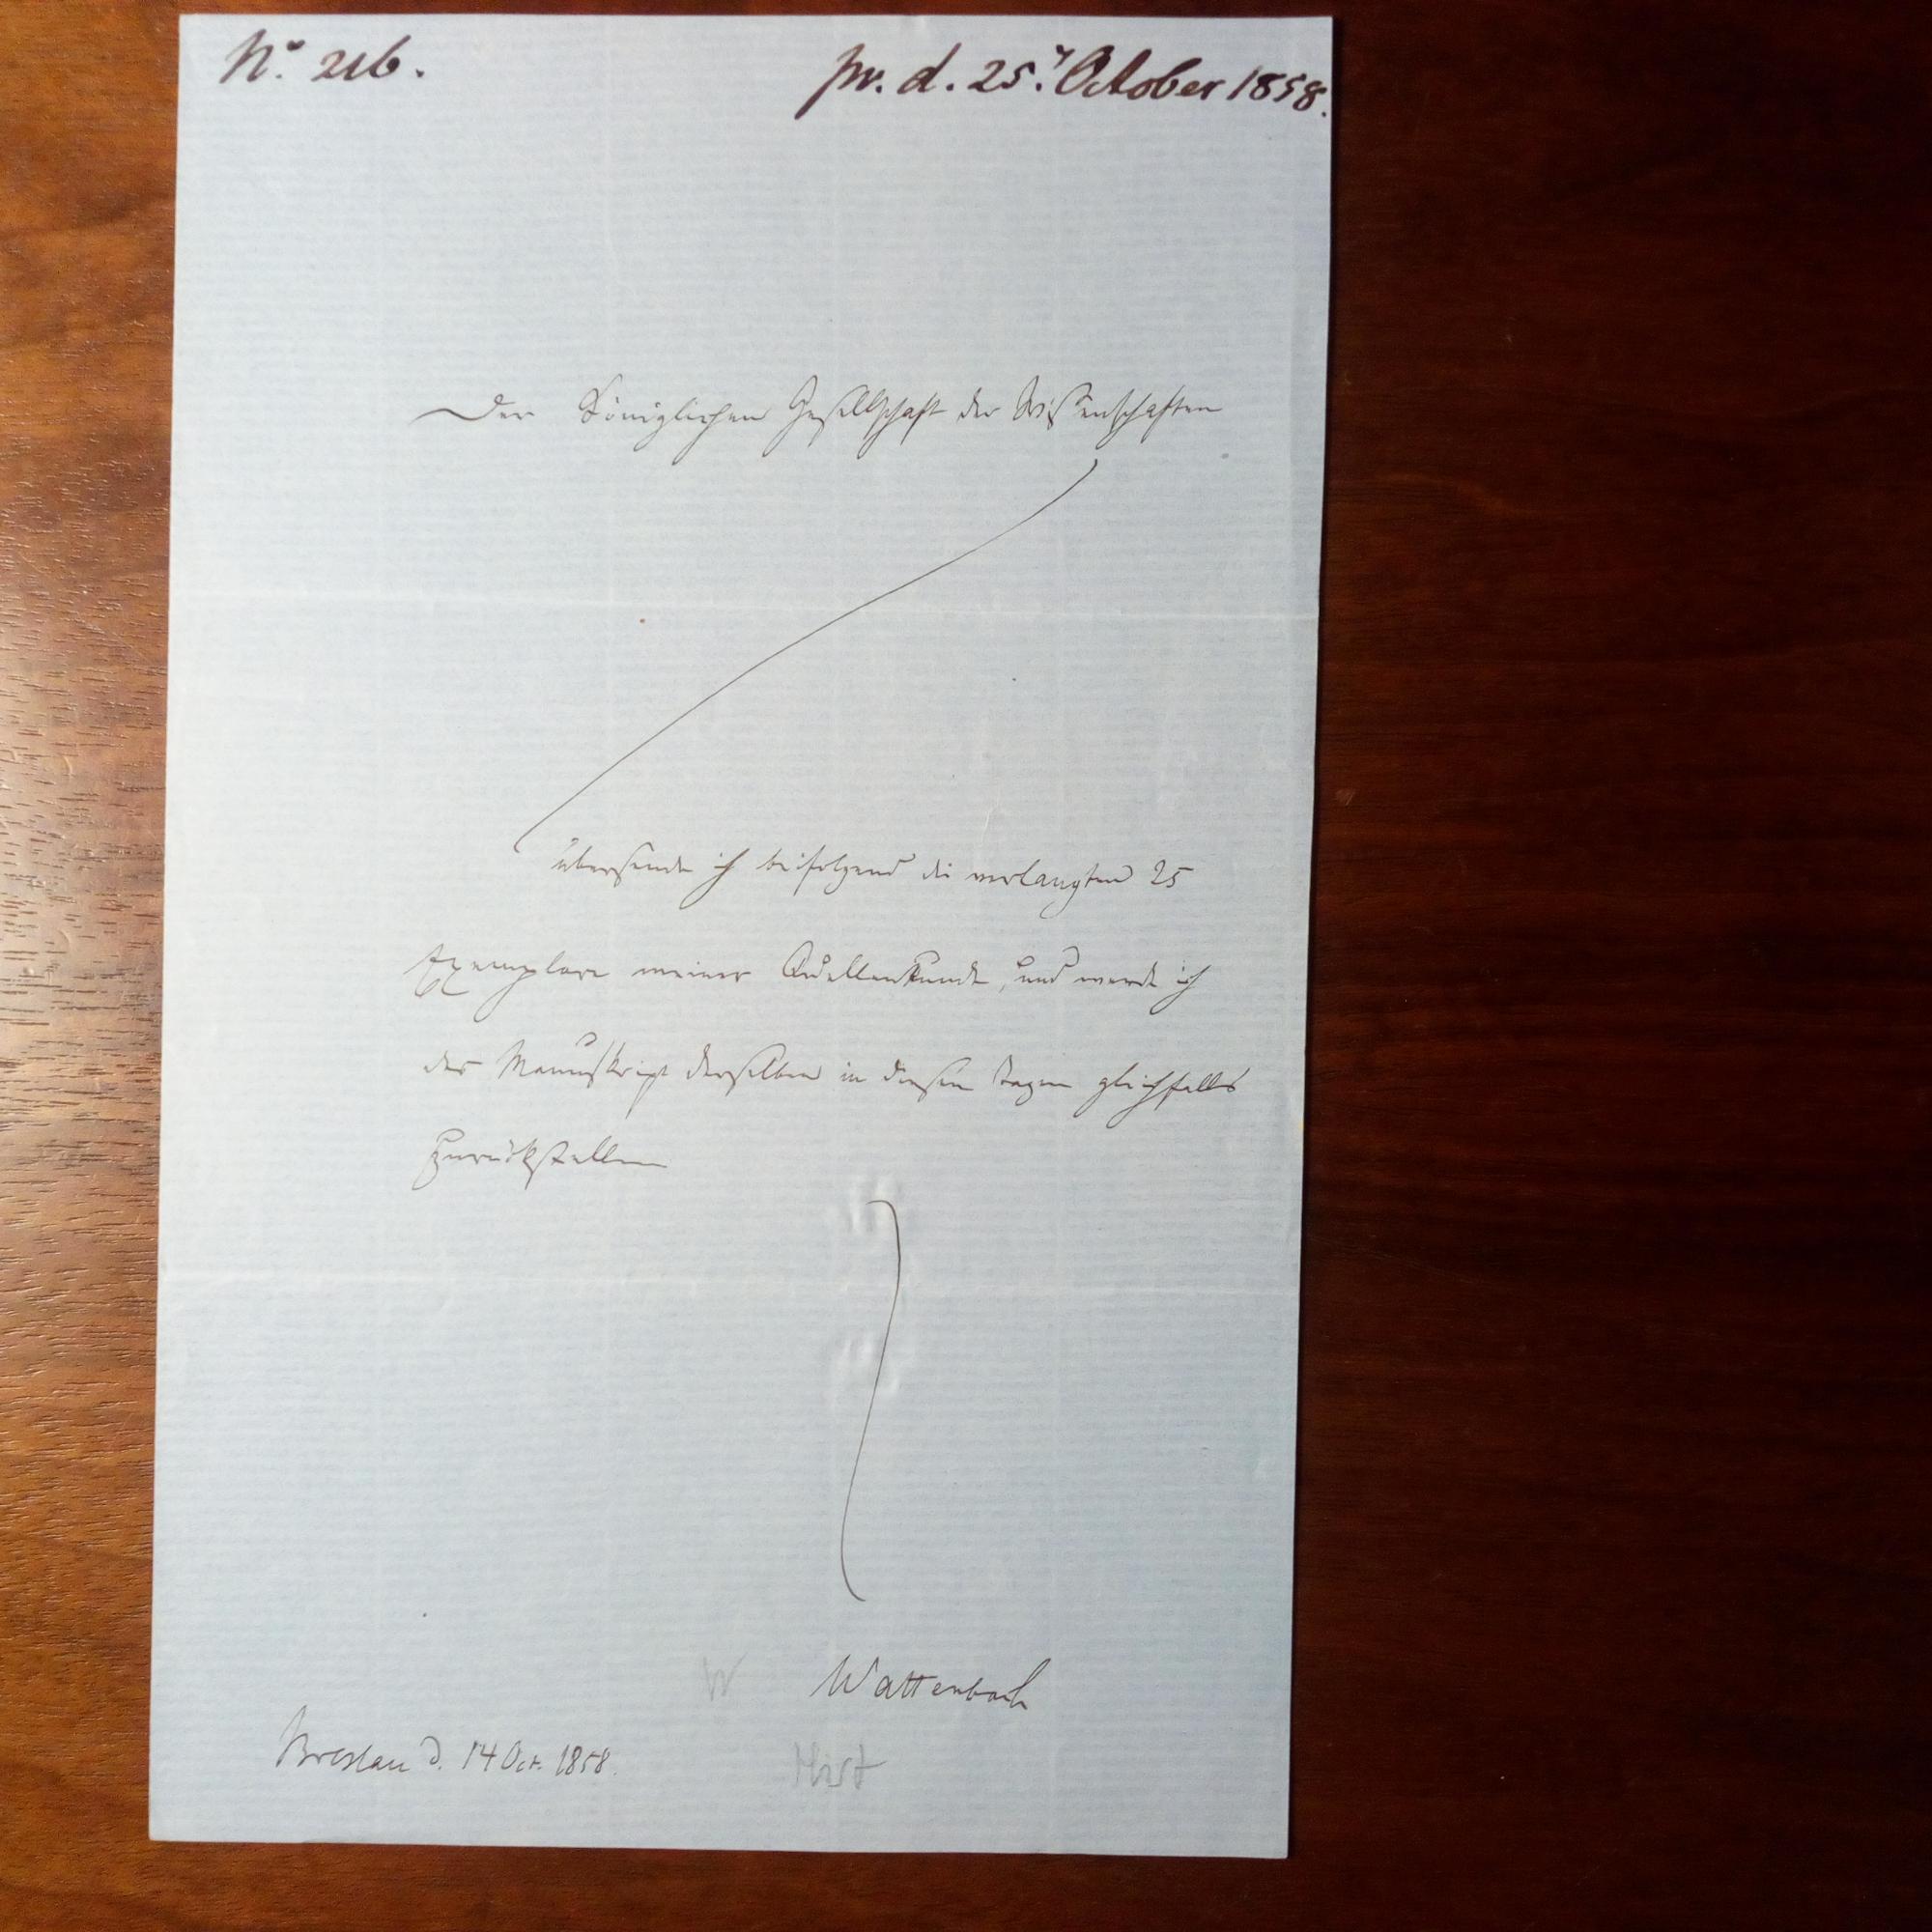 No. 216.
pr. d. 25. October 1858.
Der Königlichen Gesellschaft der Wissenschaften
übersende ich beifolgend die verlangten 25
Exemplare meiner Quellenkunde, und werde ich
das Manuskript derselben in diesen Tagen gleichfalls
zurückstellen
W Wattenbach
Breslau d. 14 Oct. 1858.
Hist